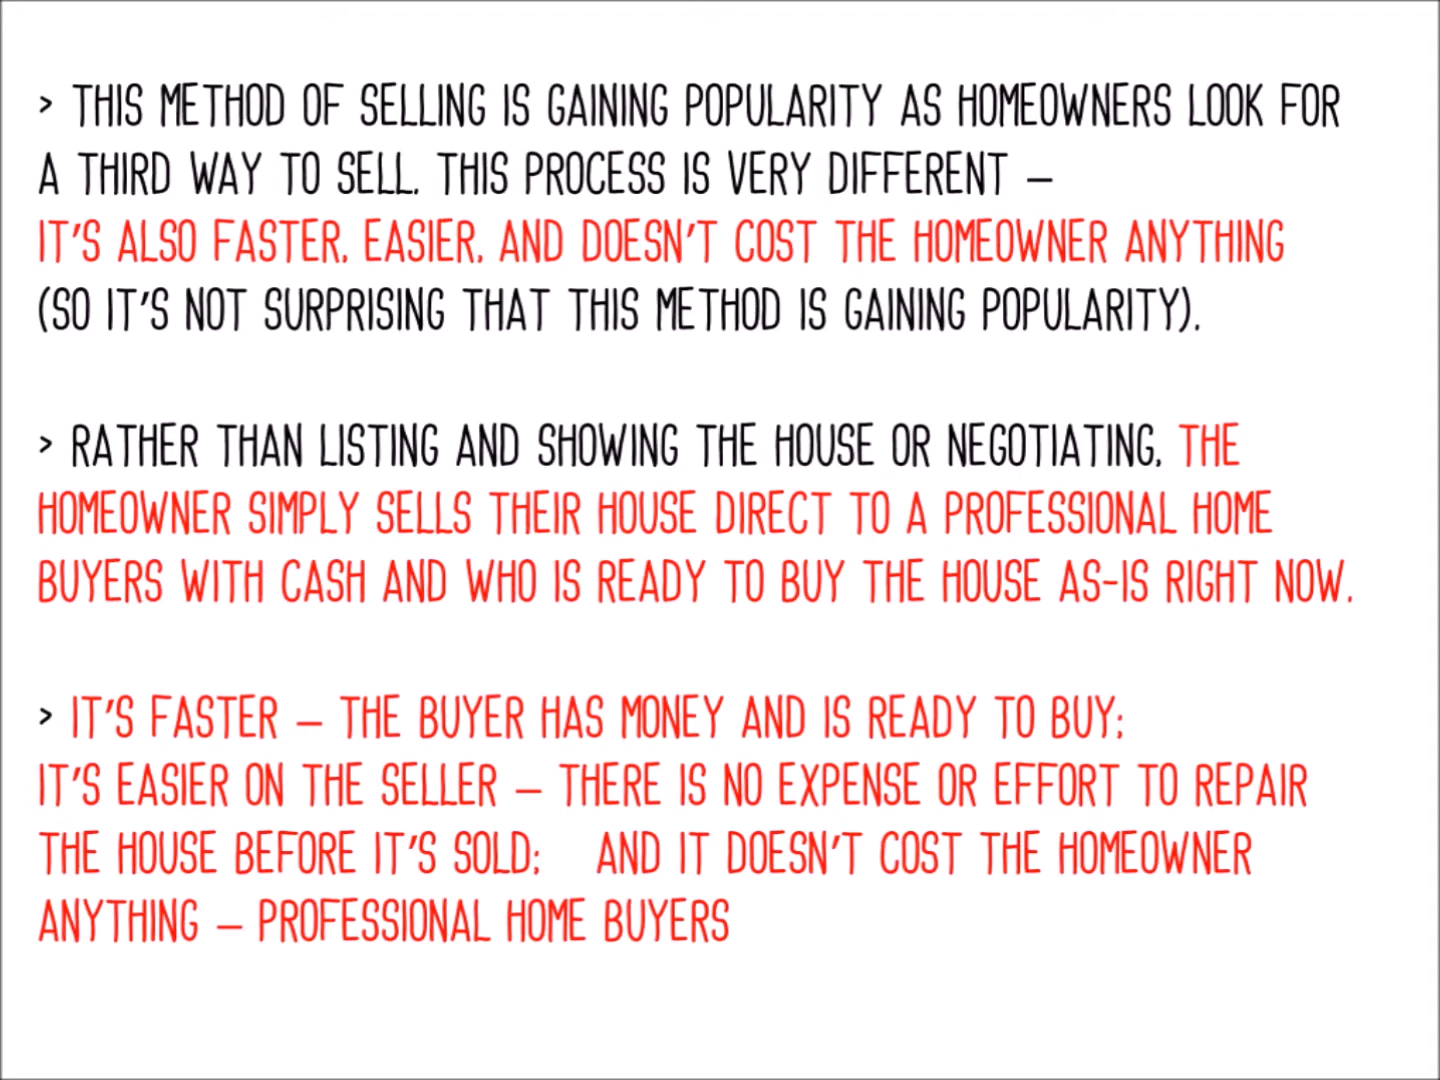 > THIS METHOD OF SELLING IS GAINING POPULARITY AS HOMEOWNERS LOOK FOR
A THIRD WAY TO SELL. THIS PROCESS IS VERY DIFFERENT –
IT'S ALSO FASTER, EASIER, AND DOESN'T COST THE HOMEOWNER ANYTHING
(SO IT'S NOT SURPRISING THAT THIS METHOD IS GAINING POPULARITY).
> RATHER THAN LISTING AND SHOWING THE HOUSE OR NEGOTIATING, THE
HOMEOWNER SIMPLY SELLS THEIR HOUSE DIRECT TO A PROFESSIONAL HOME
BUYERS WITH CASH AND WHO IS READY TO BUY THE HOUSE AS-IS RIGHT NOW.
> IT'S FASTER – THE BUYER HAS MONEY AND IS READY TO BUY;
IT'S EASIER ON THE SELLER – THERE IS NO EXPENSE OR EFFORT TO REPAIR
THE HOUSE BEFORE IT'S SOLD; AND IT DOESN'T COST THE HOMEOWNER
ANYTHING – PROFESSIONAL HOME BUYERS